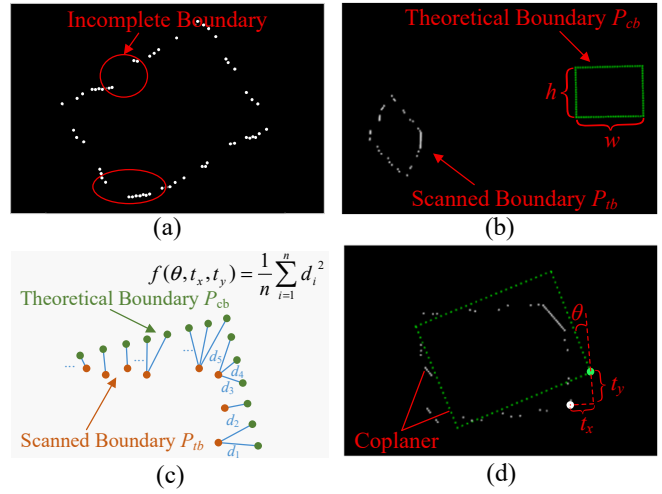 Incomplete Boundary
(a)
Theoretical Boundary P_cb
h
w
Scanned Boundary P_tb
(b)
f(θ,t_x,t_y) = 1/n ∑_{i=1}^{n} d_i^2
Theoretical Boundary P_cb
...
...
d_5
d_4
d_3
d_2
d_1
Scanned Boundary P_tb
(c)
θ
t_y
t_x
Coplaner
(d)